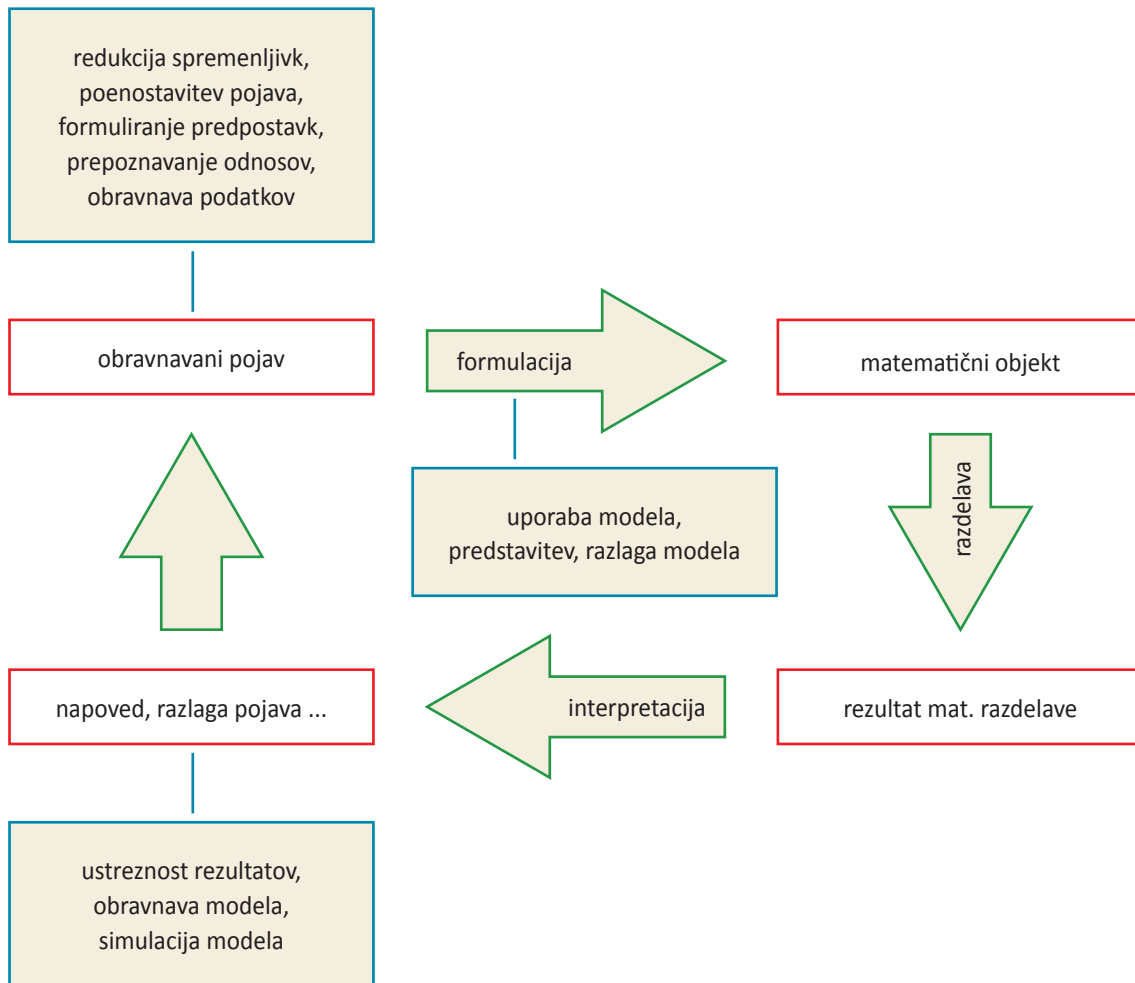 redukcija spremenljivk,
poenostavitev pojava,
formuliranje predpostavk,
prepoznavanje odnosov,
obravnava podatkov
obravnavani pojav
formulacija
matematični objekt
uporaba modela,
predstavitev, razlaga modela
razdelava
napoved, razlaga pojava ...
interpretacija
rezultat mat. razdelave
ustreznost rezultatov,
obravnava modela,
simulacija modela